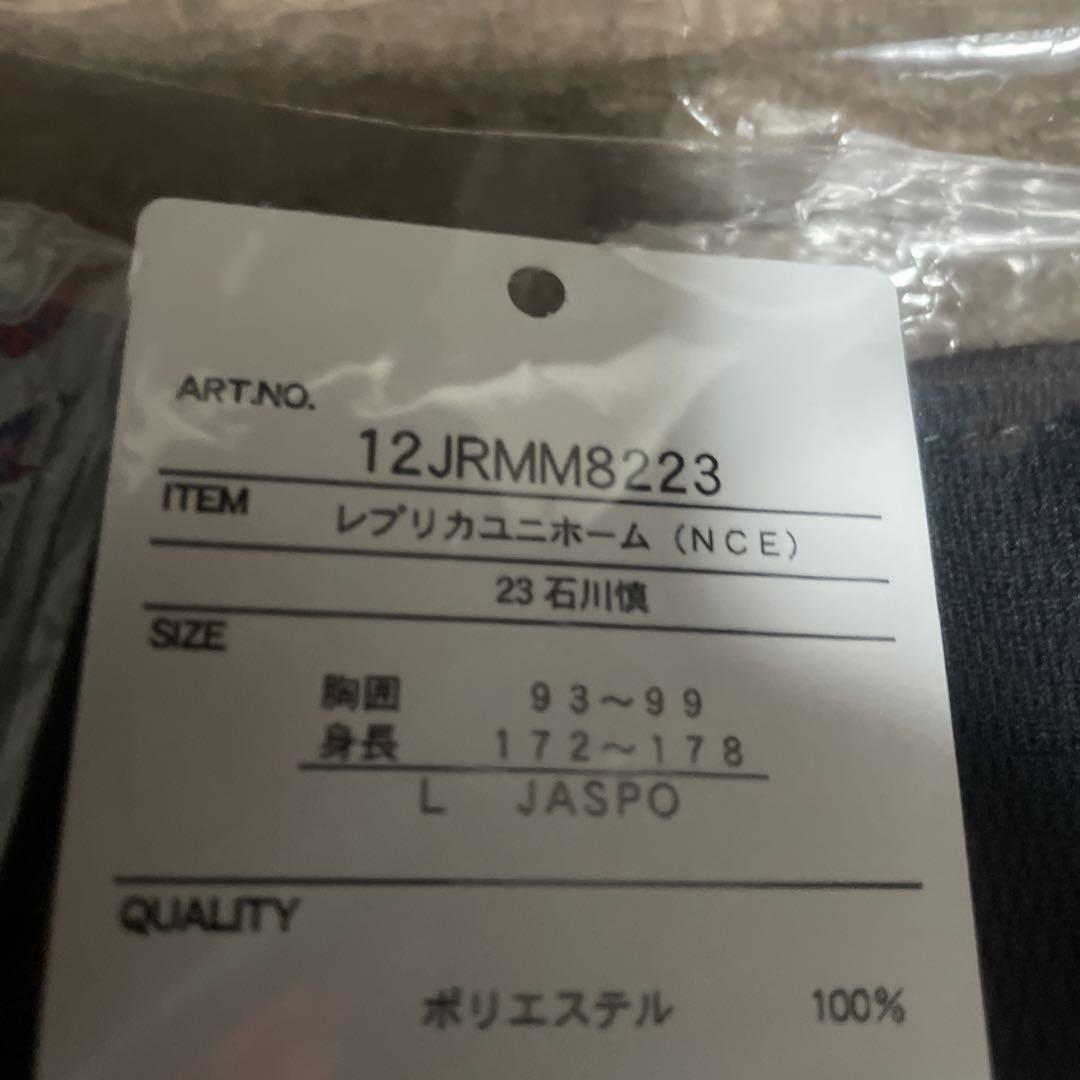 ART.NO.
12JRMM8223
ITEM
レプリカユニホーム（NCE）
23 石川慎
SIZE
胸囲 93～99
身長 172～178
L JASPO
QUALITY
ポリエステル 100%